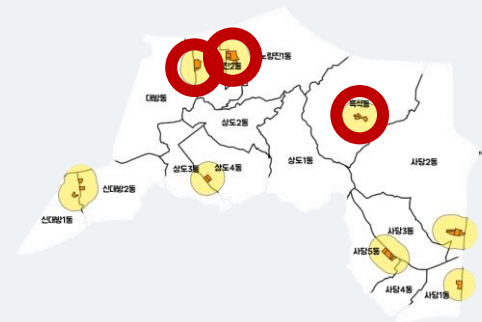 노량진1동
진2동
흑석동
대방동
상도2동
상도3동
상도4동
상도1동
사당2동
신대방2동
신대방1동
사당3동
사당5동
사당4동
사당1동